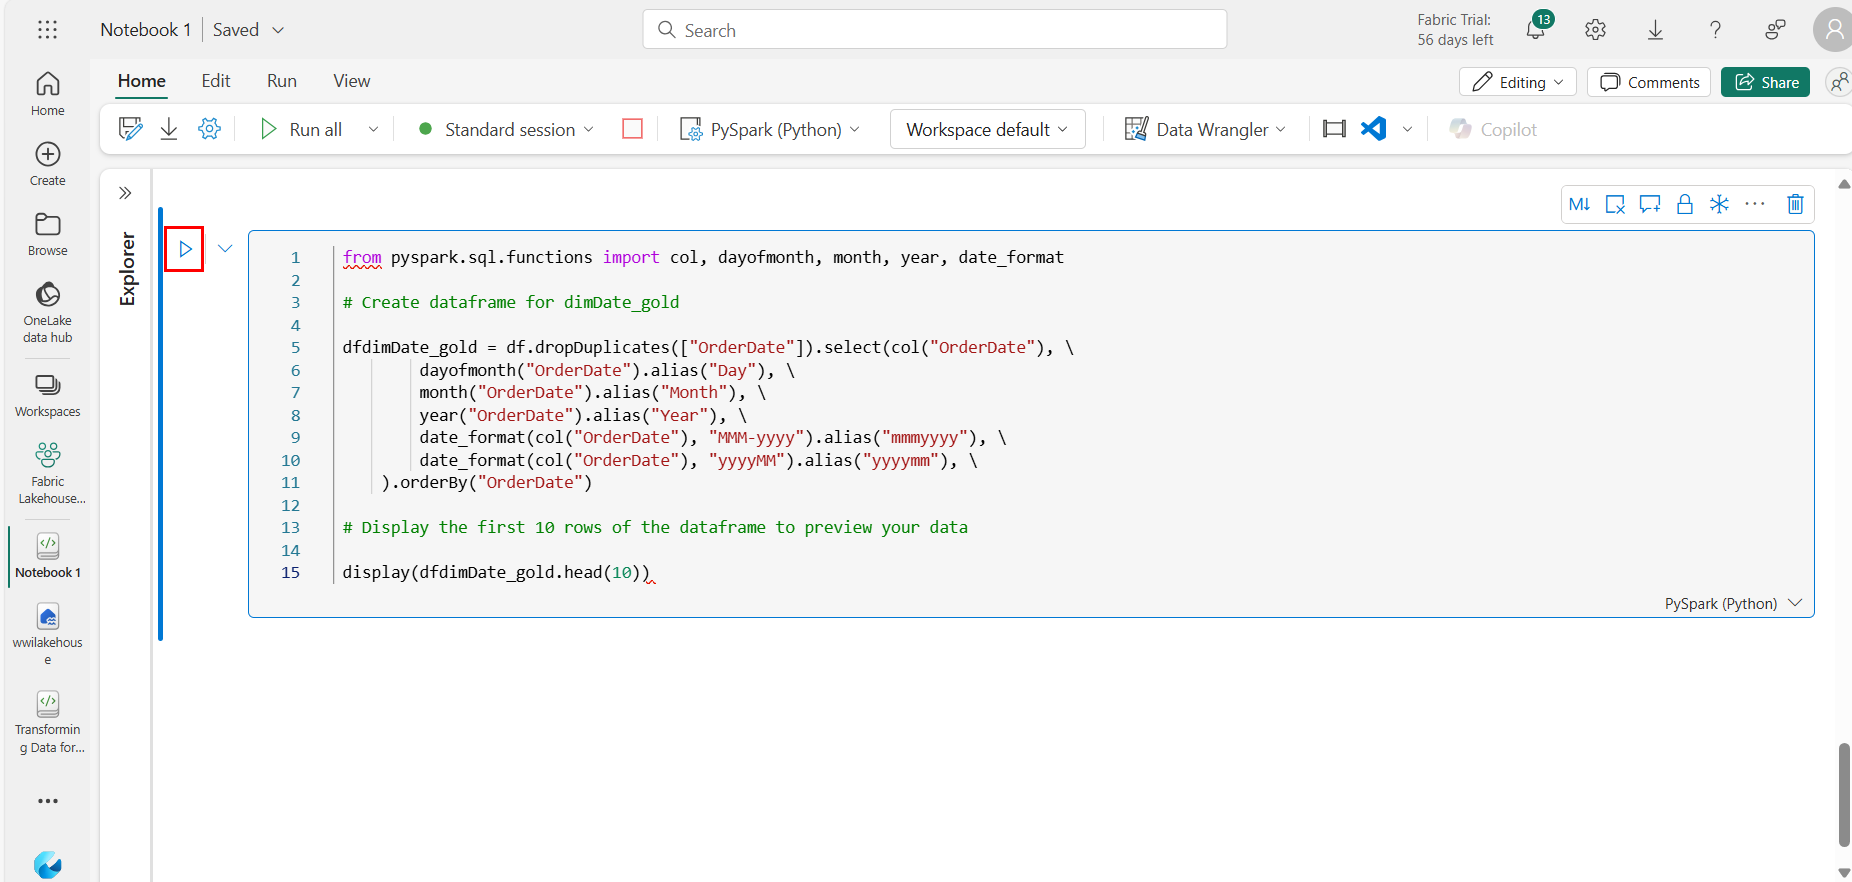 Notebook 1 Saved
Search
Fabric Trial:
56 days left
13
Home Edit Run View
Editing Comments Share
Run all Standard session PySpark (Python) Workspace default Data Wrangler Copilot
Home
Create
Browse
OneLake
data hub
Workspaces
Fabric
Lakehouse...
Notebook 1
wwilakehous
e
Transformin
g Data for...
Explorer
M↓
1 from pyspark.sql.functions import col, dayofmonth, month, year, date_format
2
3 # Create dataframe for dimDate_gold
4
5 dfdimDate_gold = df.dropDuplicates(["OrderDate"]).select(col("OrderDate"), \
6 dayofmonth("OrderDate").alias("Day"), \
7 month("OrderDate").alias("Month"), \
8 year("OrderDate").alias("Year"), \
9 date_format(col("OrderDate"), "MMM-yyyy").alias("mmmyyyy"), \
10 date_format(col("OrderDate"), "yyyyMM").alias("yyyymm"), \
11 ).orderBy("OrderDate")
12
13 # Display the first 10 rows of the dataframe to preview your data
14
15 display(dfdimDate_gold.head(10))
PySpark (Python)